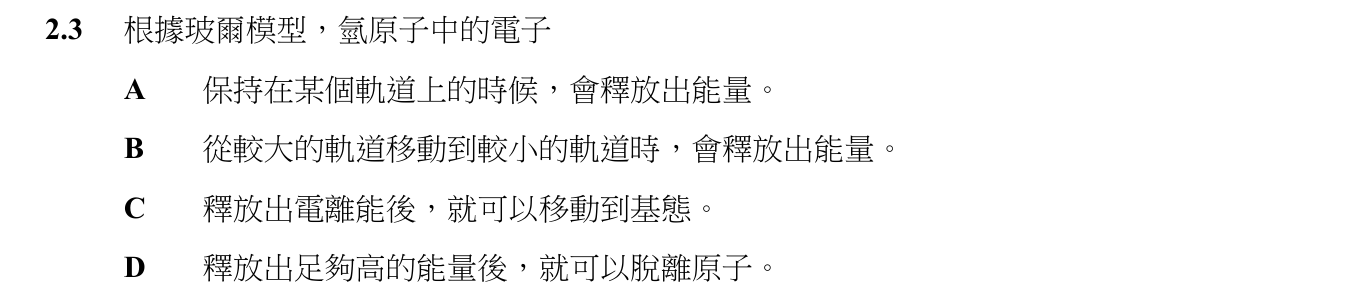 2.3 根據玻爾模型，氫原子中的電子
A 保持在某個軌道上的時候，會釋放出能量。
B 從較大的軌道移動到較小的軌道時，會釋放出能量。
C 釋放出電離能後，就可以移動到基態。
D 釋放出足夠高的能量後，就可以脫離原子。